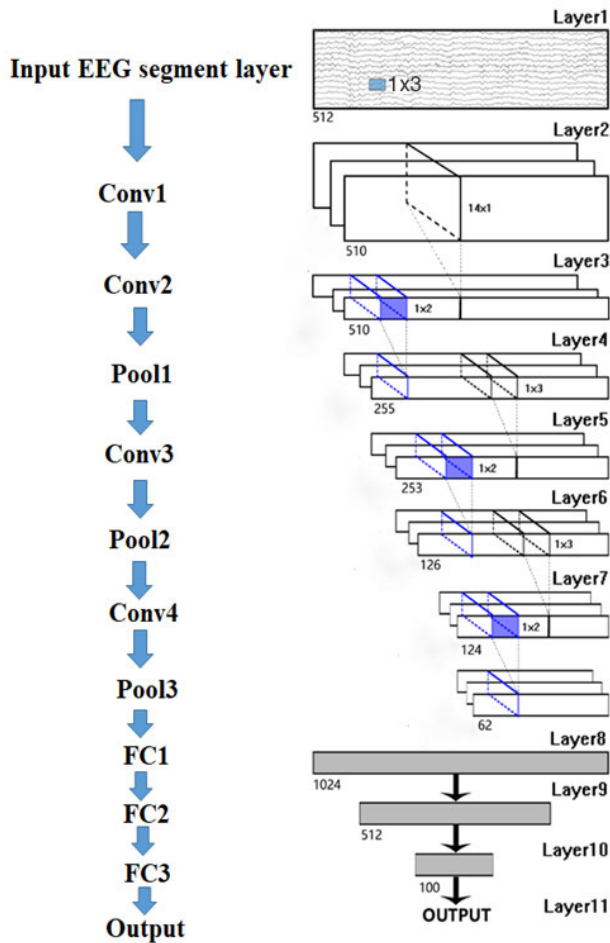 Layer1
Input EEG segment layer
1x3
512
Layer2
Conv1
14x1
510
Layer3
Conv2
1x2
510
Layer4
Pool1
1x3
255
Layer5
Conv3
1x2
253
Layer6
Pool2
1x3
126
Layer7
Conv4
1x2
124
Pool3
62
Layer8
FC1
1024
Layer9
FC2
512
Layer10
FC3
100
Layer11
OUTPUT
Output